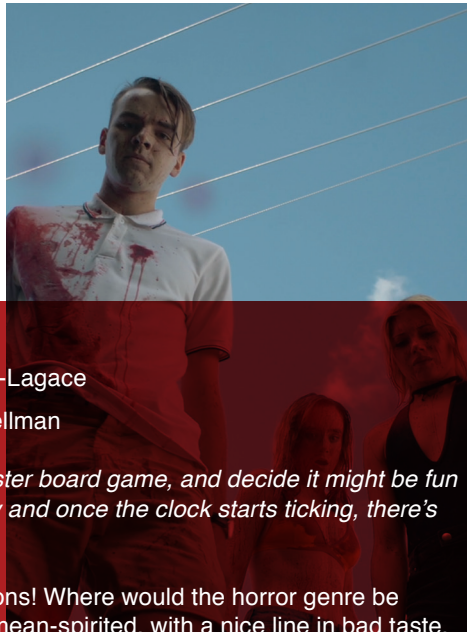 -Lagace
ellman
ster board game, and decide it might be fun
y and once the clock starts ticking, there's
ons! Where would the horror genre be
mean-spirited, with a nice line in bad taste,